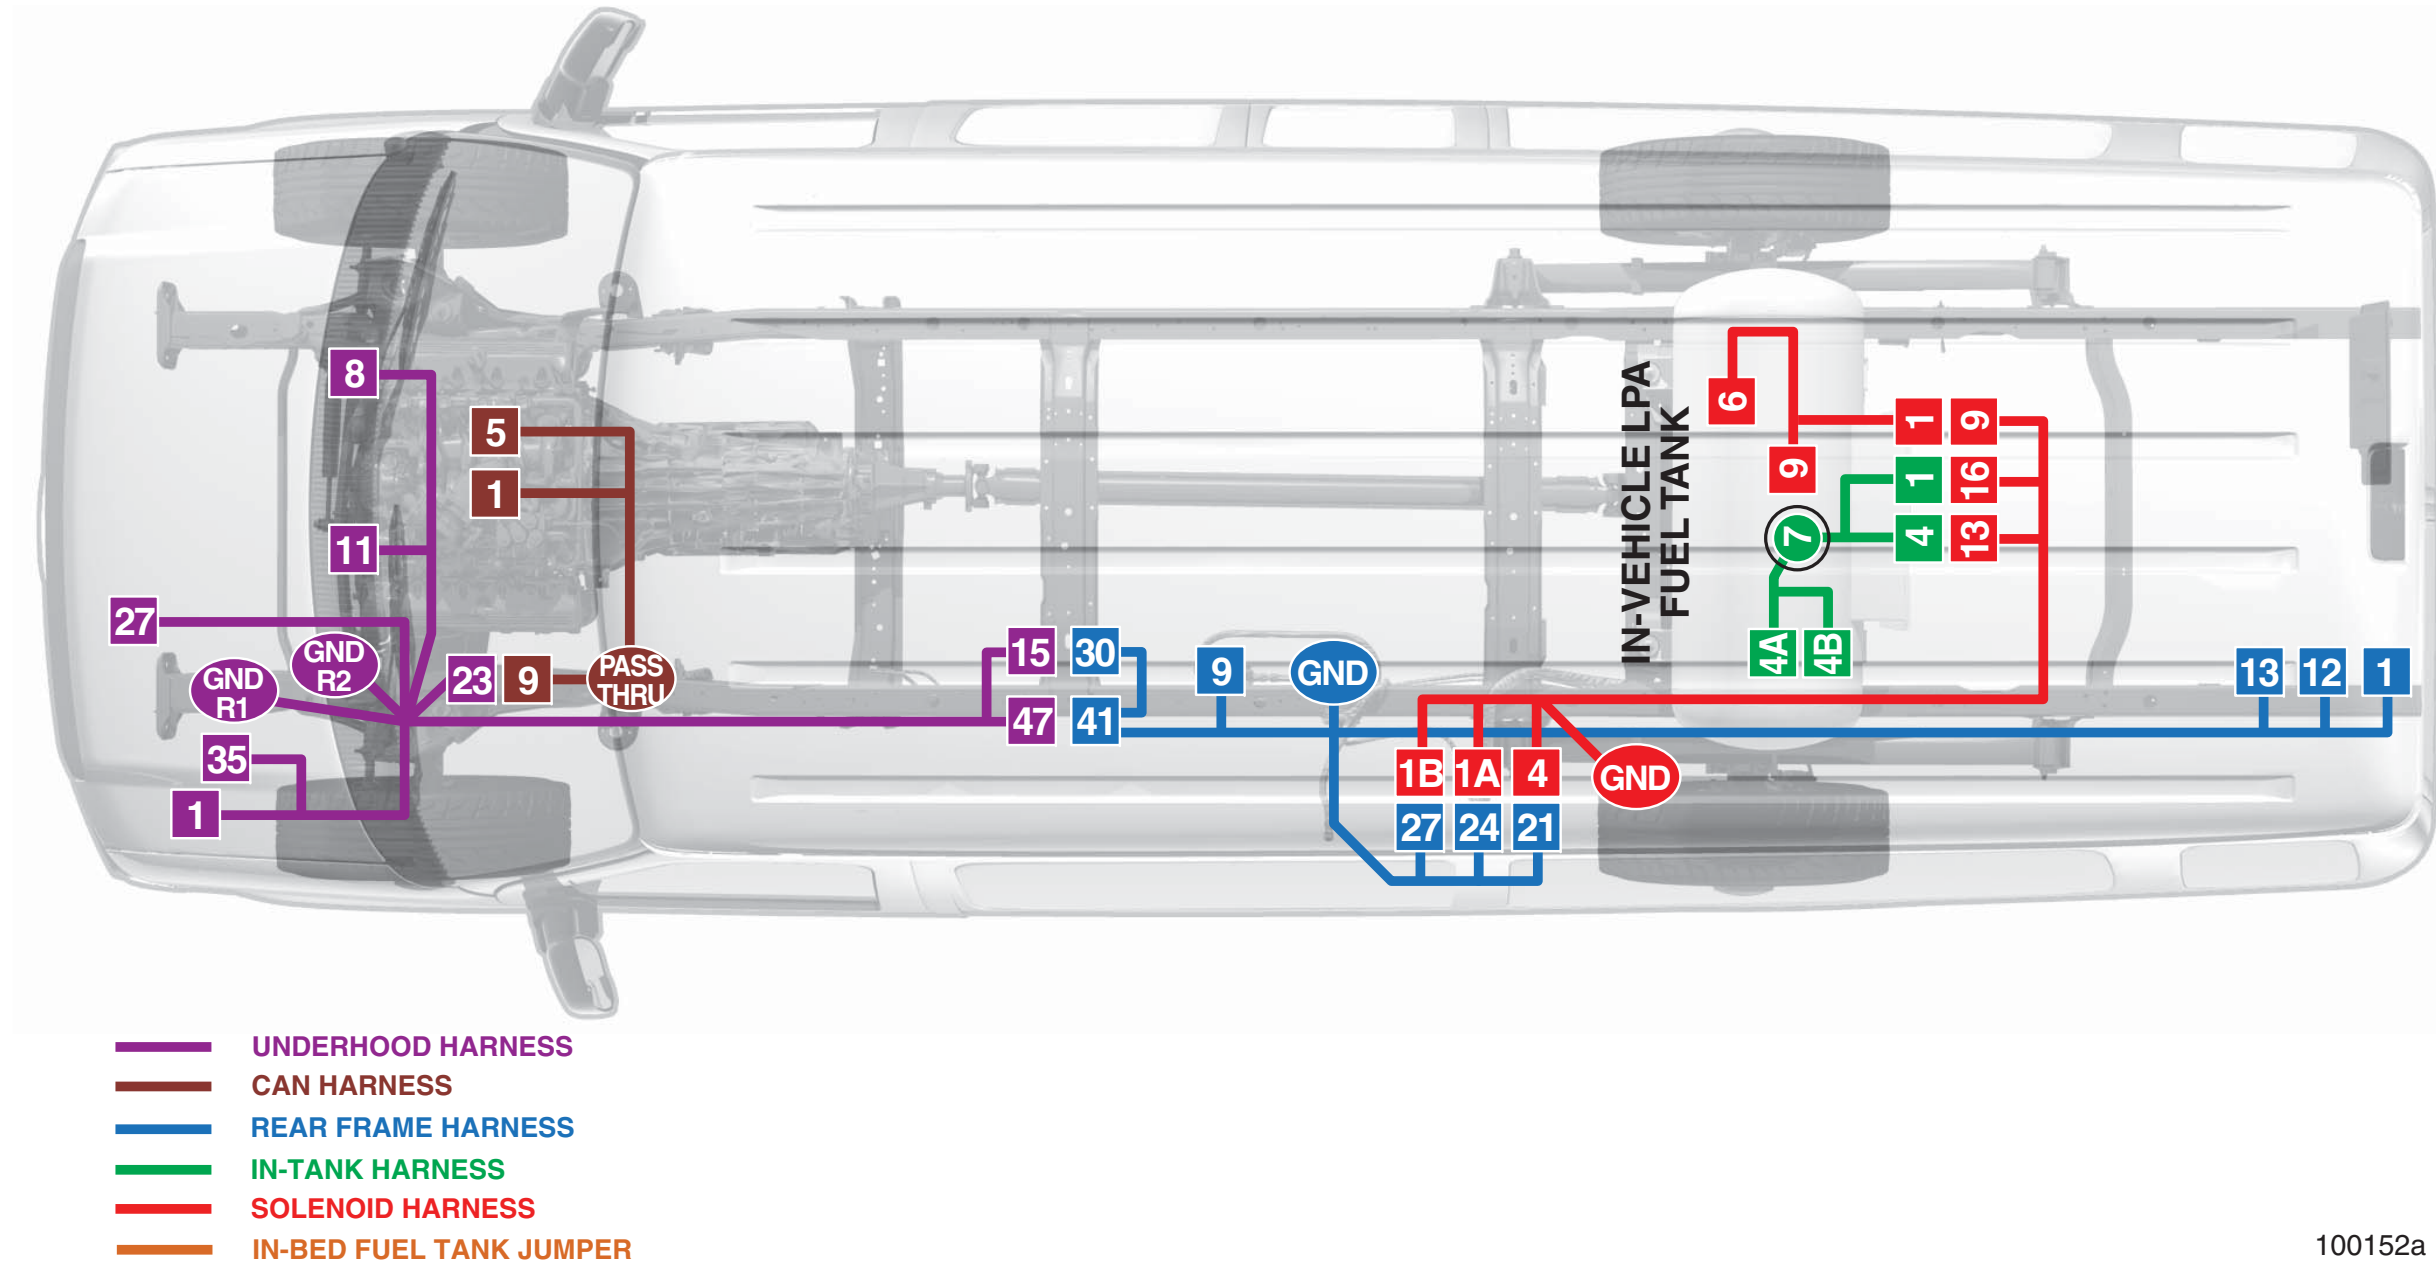 8
5
1
11
27
GND
R2
GND
R1
23
9
PASS
THRU
35
1
15
30
47
41
9
GND
IN-VEHICLE LPA
FUEL TANK
6
9
1
9
1
16
7
4
13
4A
4B
13
12
1
1B
1A
4
GND
27
24
21
UNDERHOOD HARNESS
CAN HARNESS
REAR FRAME HARNESS
IN-TANK HARNESS
SOLENOID HARNESS
IN-BED FUEL TANK JUMPER
100152a